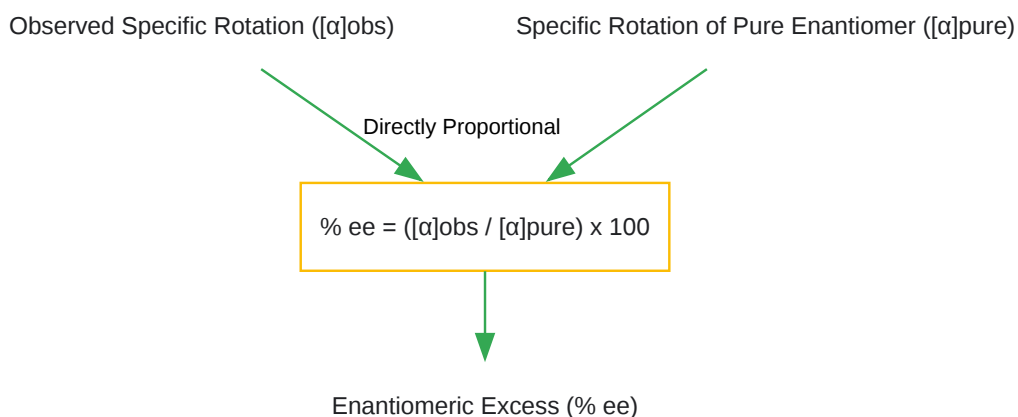 Observed Specific Rotation ([α]obs)
Specific Rotation of Pure Enantiomer ([α]pure)
Directly Proportional
% ee = ([α]obs / [α]pure) x 100
Enantiomeric Excess (% ee)